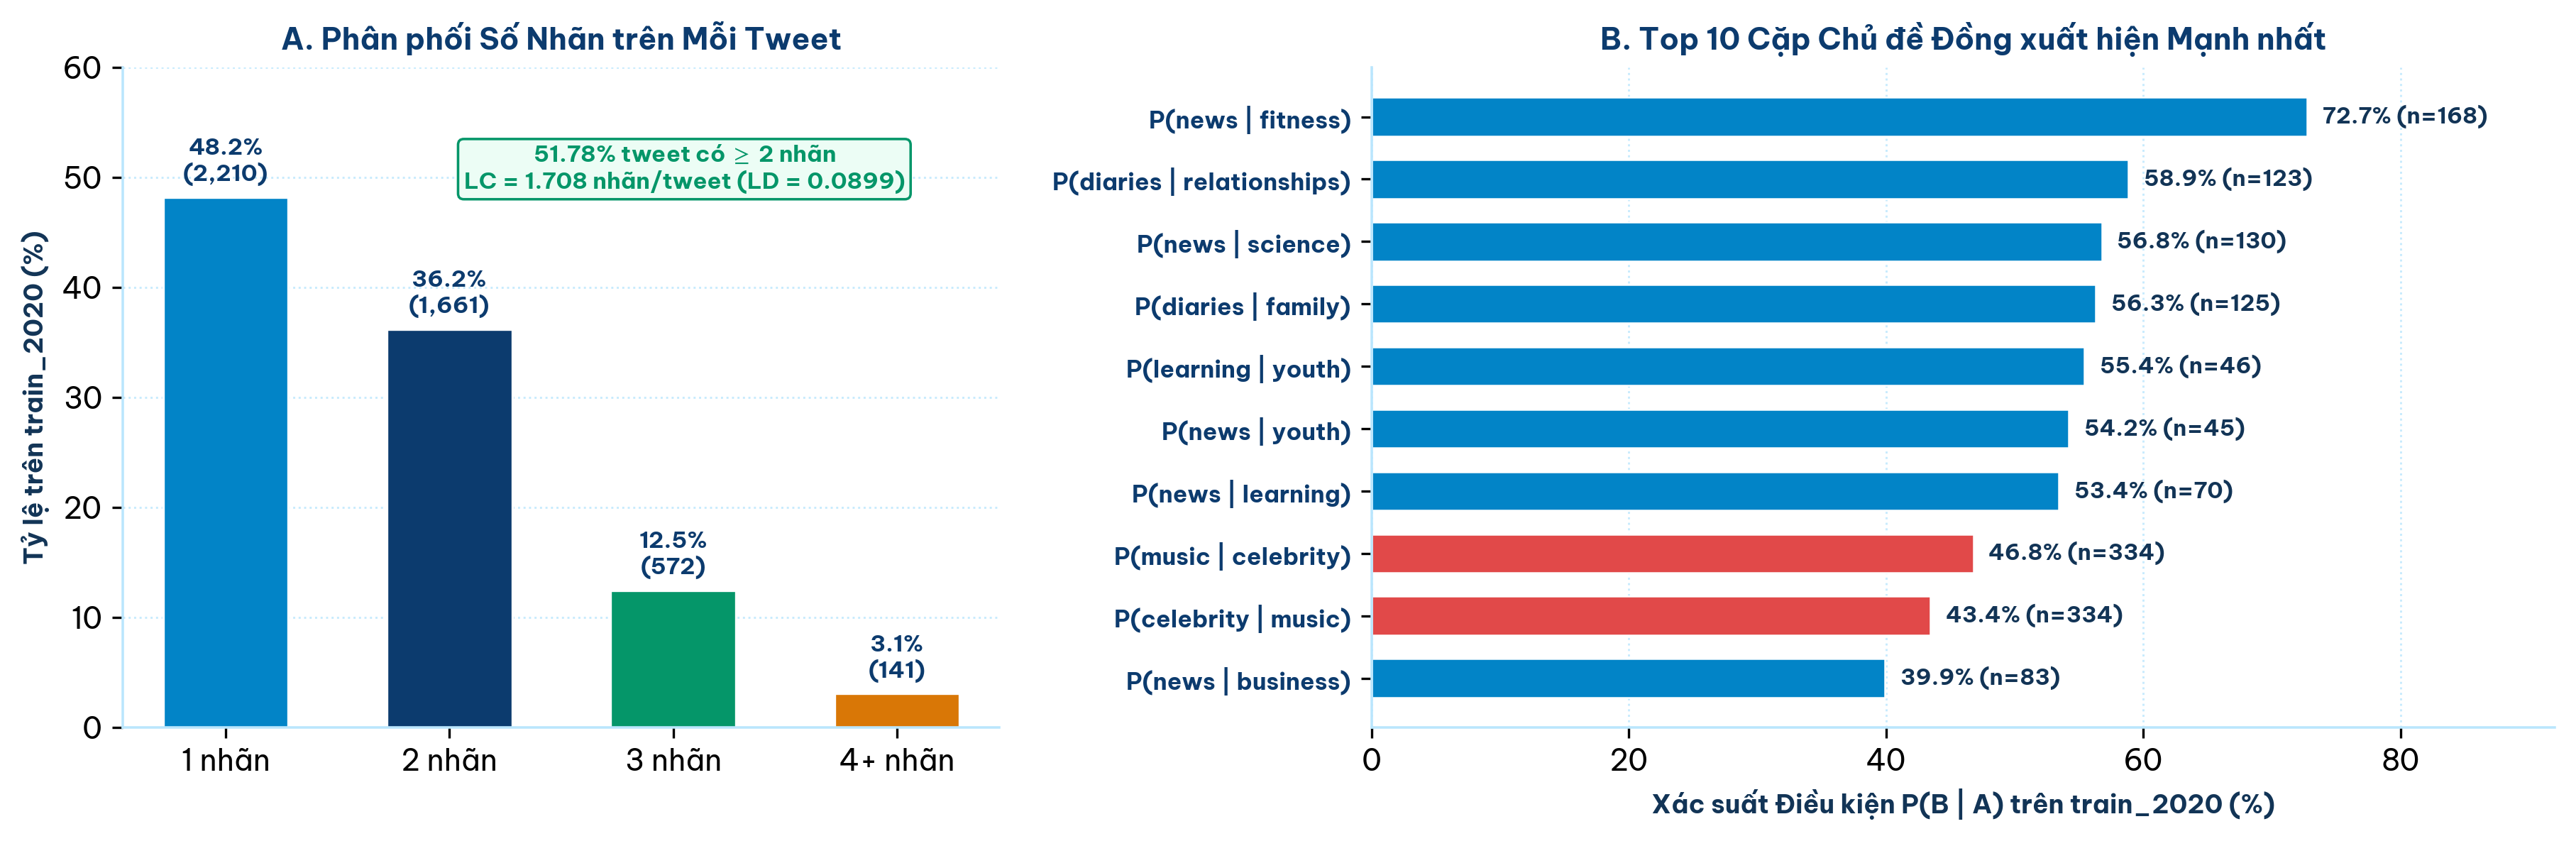 A. Phân phối Số Nhãn trên Mỗi Tweet
Tỷ lệ trên train_2020 (%)
60
50
40
30
20
10
0
48.2%
(2,210)
36.2%
(1,661)
12.5%
(572)
3.1%
(141)
51.78% tweet có ≥ 2 nhãn
LC = 1.708 nhãn/tweet (LD = 0.0899)
1 nhãn
2 nhãn
3 nhãn
4+ nhãn
B. Top 10 Cặp Chủ đề Đồng xuất hiện Mạnh nhất
P(news | fitness)
72.7% (n=168)
P(diaries | relationships)
58.9% (n=123)
P(news | science)
56.8% (n=130)
P(diaries | family)
56.3% (n=125)
P(learning | youth)
55.4% (n=46)
P(news | youth)
54.2% (n=45)
P(news | learning)
53.4% (n=70)
P(music | celebrity)
46.8% (n=334)
P(celebrity | music)
43.4% (n=334)
P(news | business)
39.9% (n=83)
0
20
40
60
80
Xác suất Điều kiện P(B | A) trên train_2020 (%)